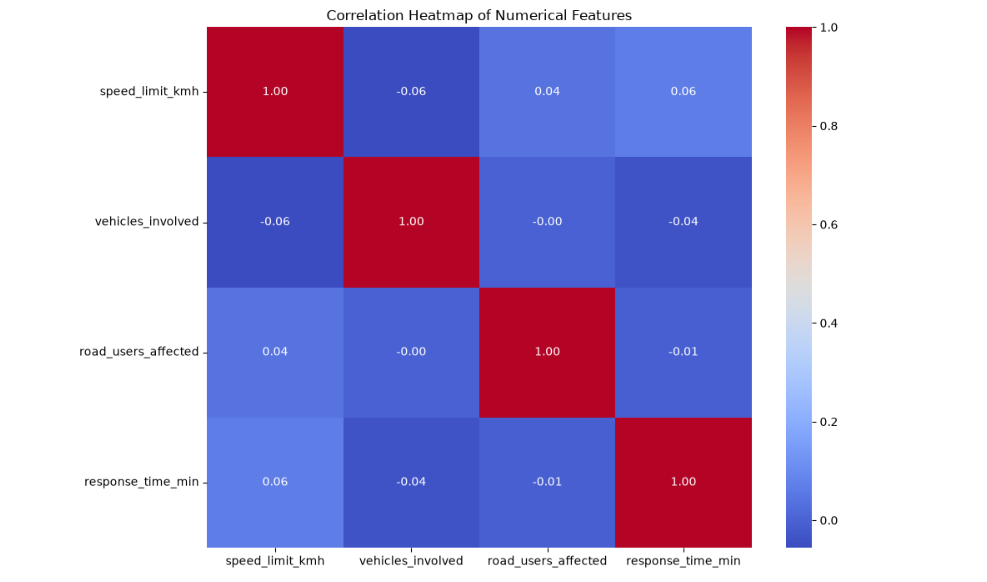 Correlation Heatmap of Numerical Features
speed_limit_kmh 1.00 -0.06 0.04 0.06
vehicles_involved -0.06 1.00 -0.00 -0.04
road_users_affected 0.04 -0.00 1.00 -0.01
response_time_min 0.06 -0.04 -0.01 1.00
speed_limit_kmh vehicles_involved road_users_affected response_time_min
1.0
0.8
0.6
0.4
0.2
0.0